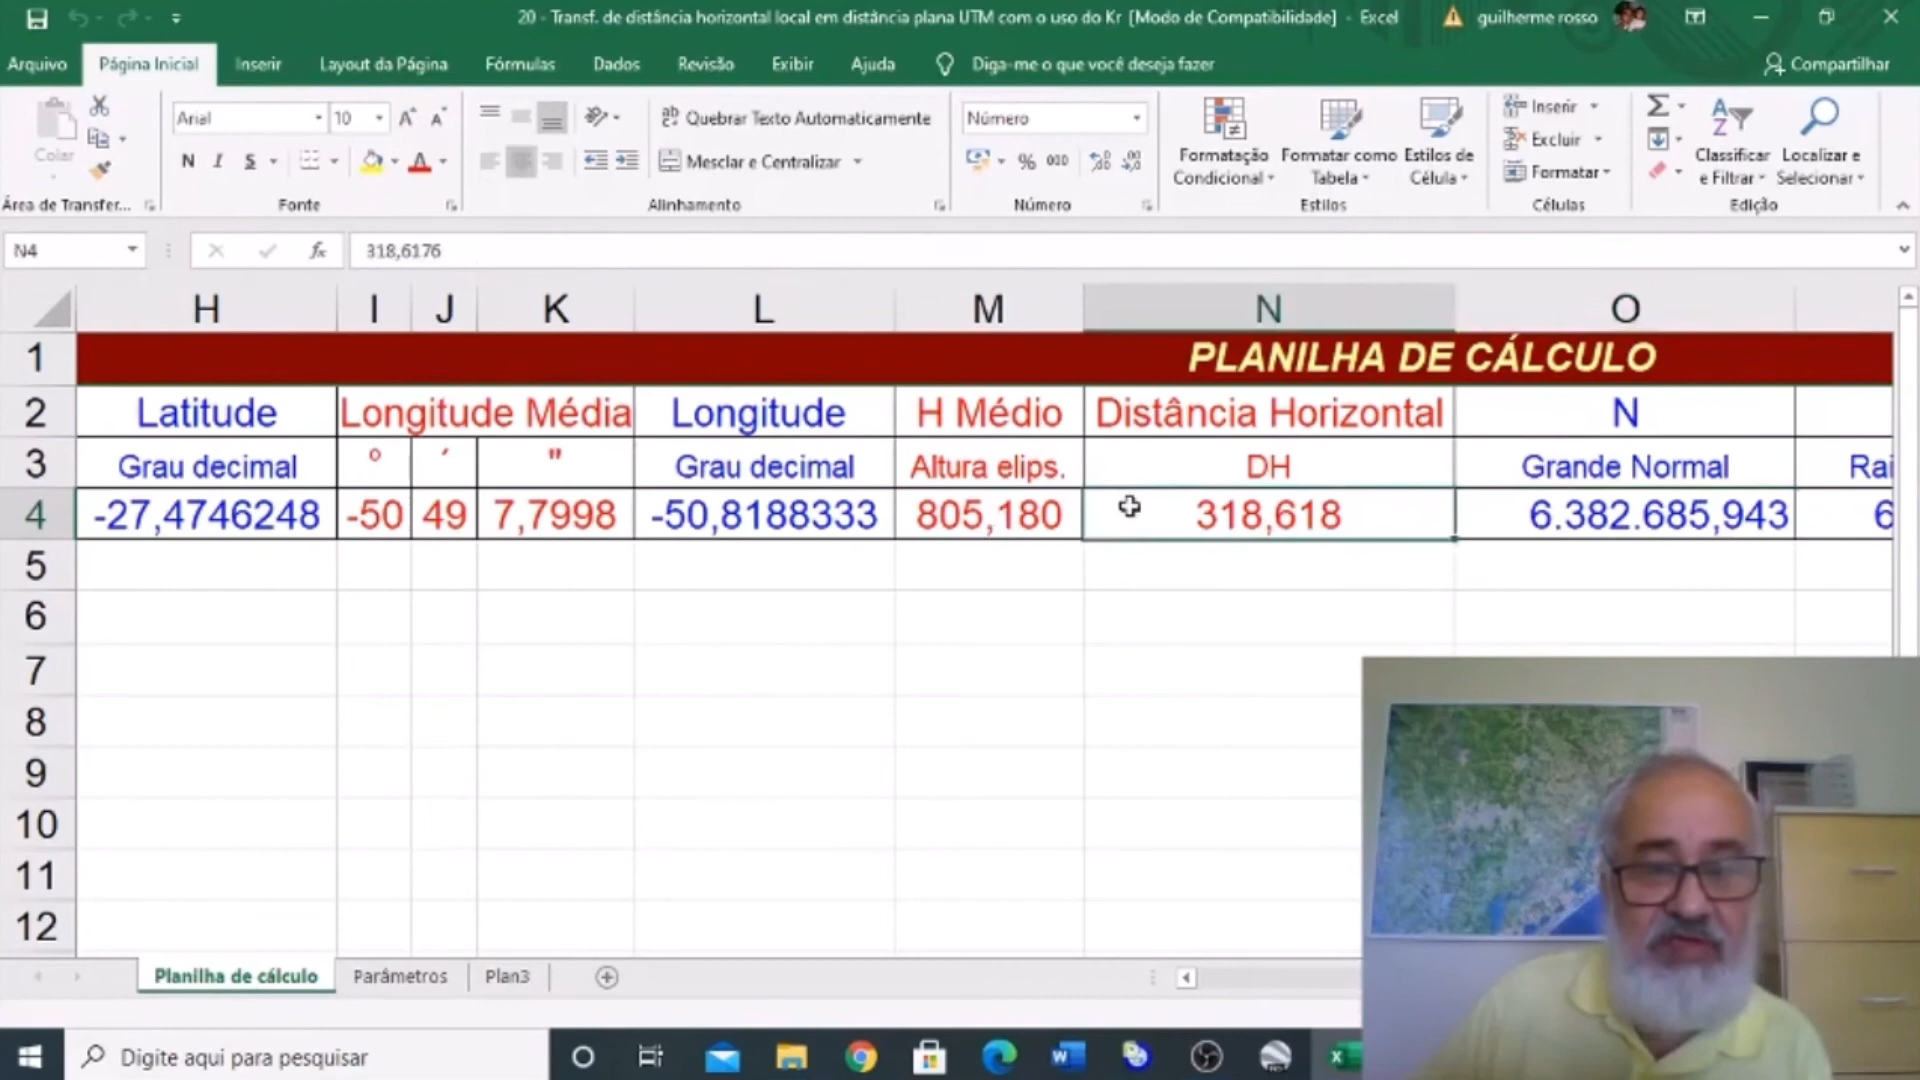 20 - Transf. de distância horizontal local em distância plana UTM com o uso do Kr [Modo de Compatibilidade] - Excel
guilherme rosso
Arquivo Página Inicial Inserir Layout da Página Fórmulas Dados Revisão Exibir Ajuda Diga-me o que você deseja fazer Compartilhar
Colar
Arial 10
Quebrar Texto Automaticamente
Número
N I S
Mesclar e Centralizar
% 000
Formatação Condicional
Formatar como Tabela
Estilos de Célula
Inserir
Excluir
Formatar
Classificar e Filtrar
Localizar e Selecionar
Área de Transfer... Fonte Alinhamento Número Estilos Células Edição
N4 fx 318,6176
H I J K L M N O
1 PLANILHA DE CÁLCULO
2 Latitude Longitude Média Longitude H Médio Distância Horizontal N
3 Grau decimal º ´ " Grau decimal Altura elips. DH Grande Normal Rai
4 -27,4746248 -50 49 7,7998 -50,8188333 805,180 318,618 6.382.685,943 6
5
6
7
8
9
10
11
12
Planilha de cálculo Parâmetros Plan3
Digite aqui para pesquisar